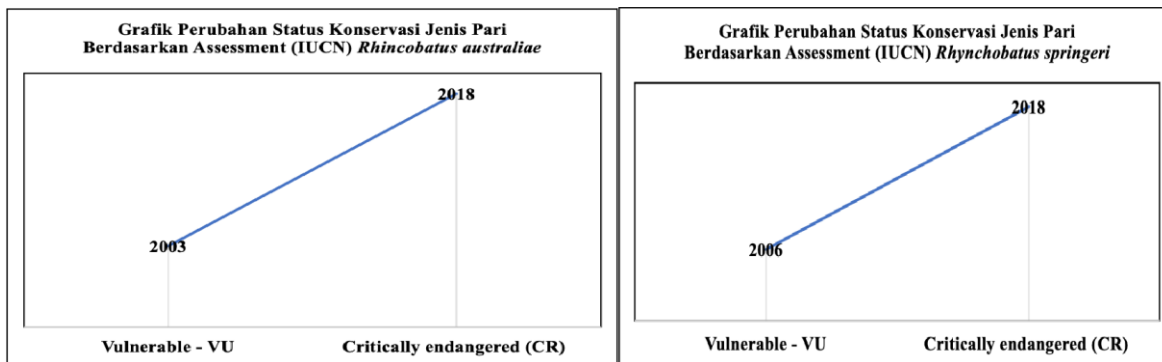 Grafik Perubahan Status Konservasi Jenis Pari
Berdasarkan Assessment (IUCN) Rhincobatus australiae
2018
2003
Vulnerable - VU
Critically endangered (CR)
Grafik Perubahan Status Konservasi Jenis Pari
Berdasarkan Assessment (IUCN) Rhynchobatus springeri
2018
2006
Vulnerable - VU
Critically endangered (CR)